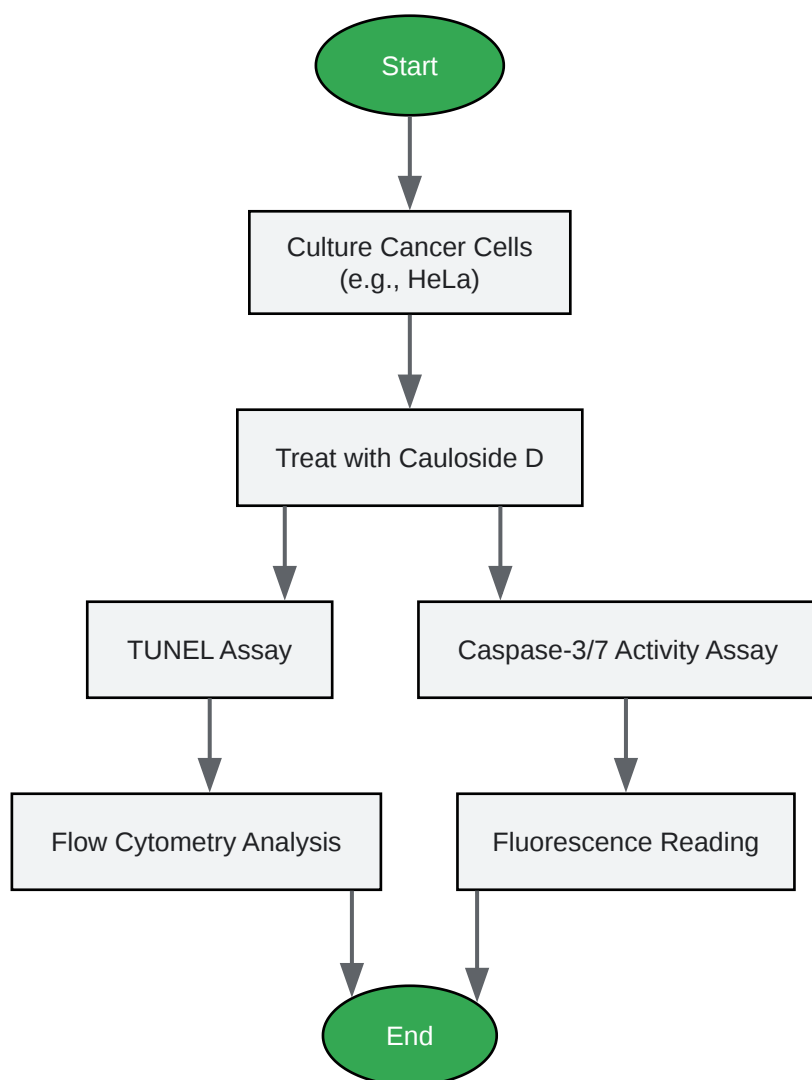 Start
Culture Cancer Cells
(e.g., HeLa)
Treat with Cauloside D
TUNEL Assay
Caspase-3/7 Activity Assay
Flow Cytometry Analysis
Fluorescence Reading
End